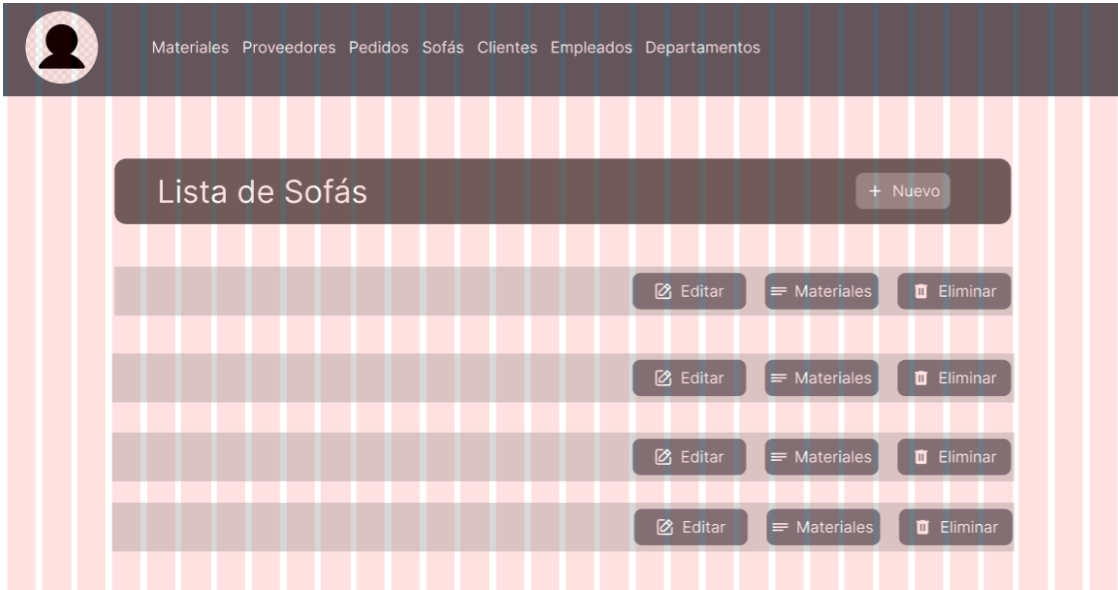 Materiales Proveedores Pedidos Sofás Clientes Empleados Departamentos
Lista de Sofás + Nuevo
Editar Materiales Eliminar
Editar Materiales Eliminar
Editar Materiales Eliminar
Editar Materiales Eliminar